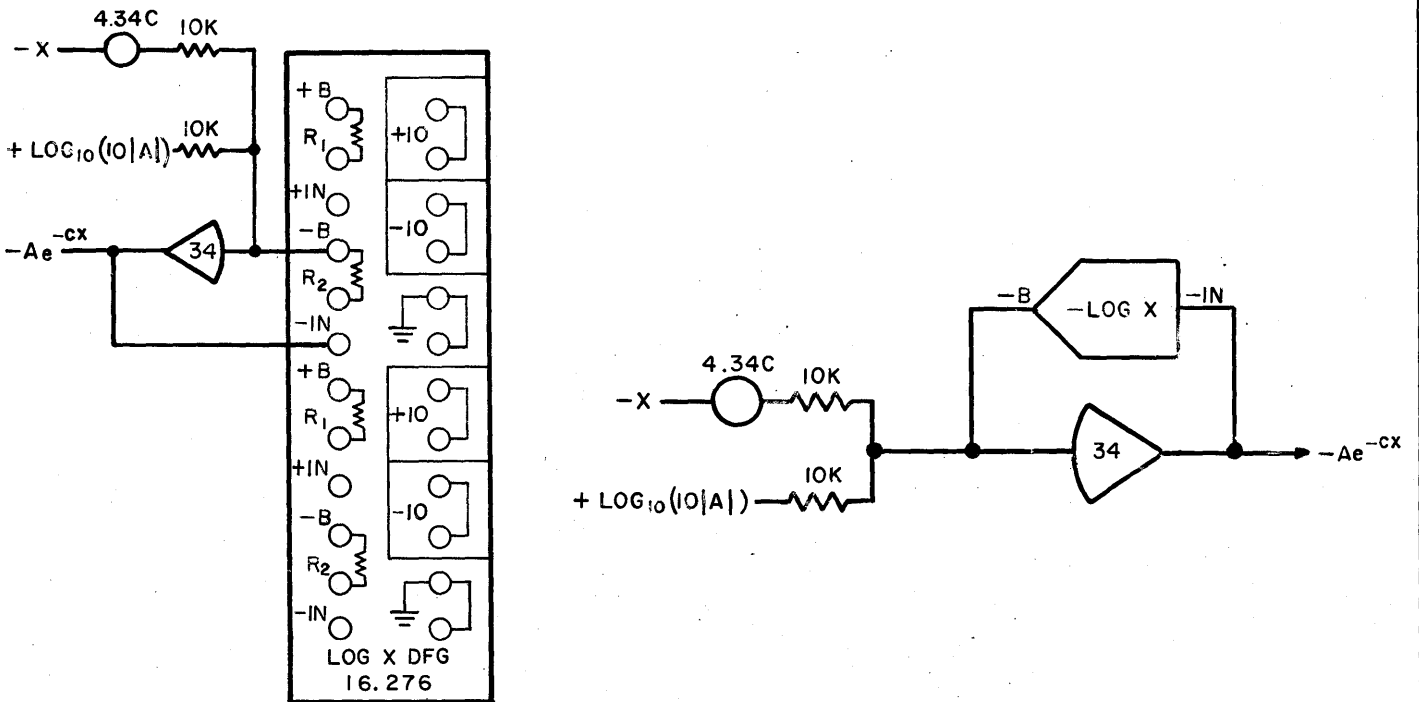 4.34C
10K
-X
10K
+ LOG₁₀(10|A|)
-Ae^-cx
34
+B
R₁
+10
+IN
-B
-10
R₂
-IN
+B
R₁
+10
+IN
-B
-10
R₂
-IN
LOG X DFG
16.276
-B
-LOG X
-IN
4.34C
10K
-X
34
-Ae^-cx
10K
+ LOG₁₀(10|A|)